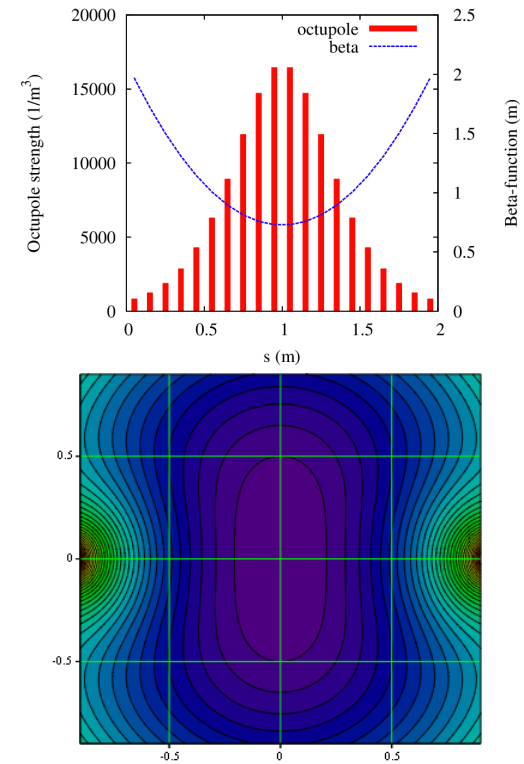 20000
15000
10000
5000
0
Octupole strength (1/m³)
octupole
beta
2.5
2
1.5
1
0.5
0
Beta-function (m)
0 0.5 1 1.5 2
s (m)
0.5
0
-0.5
-0.5 0 0.5